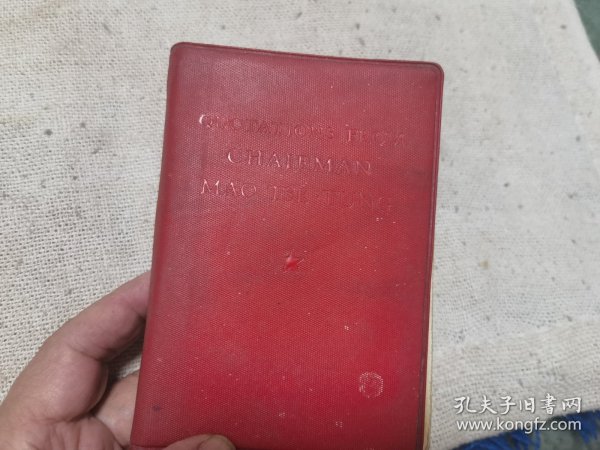 QUOTATIONS FROM
CHAIRMAN
MAO TSE-TUNG
孔夫子旧书网
www.kongfz.com